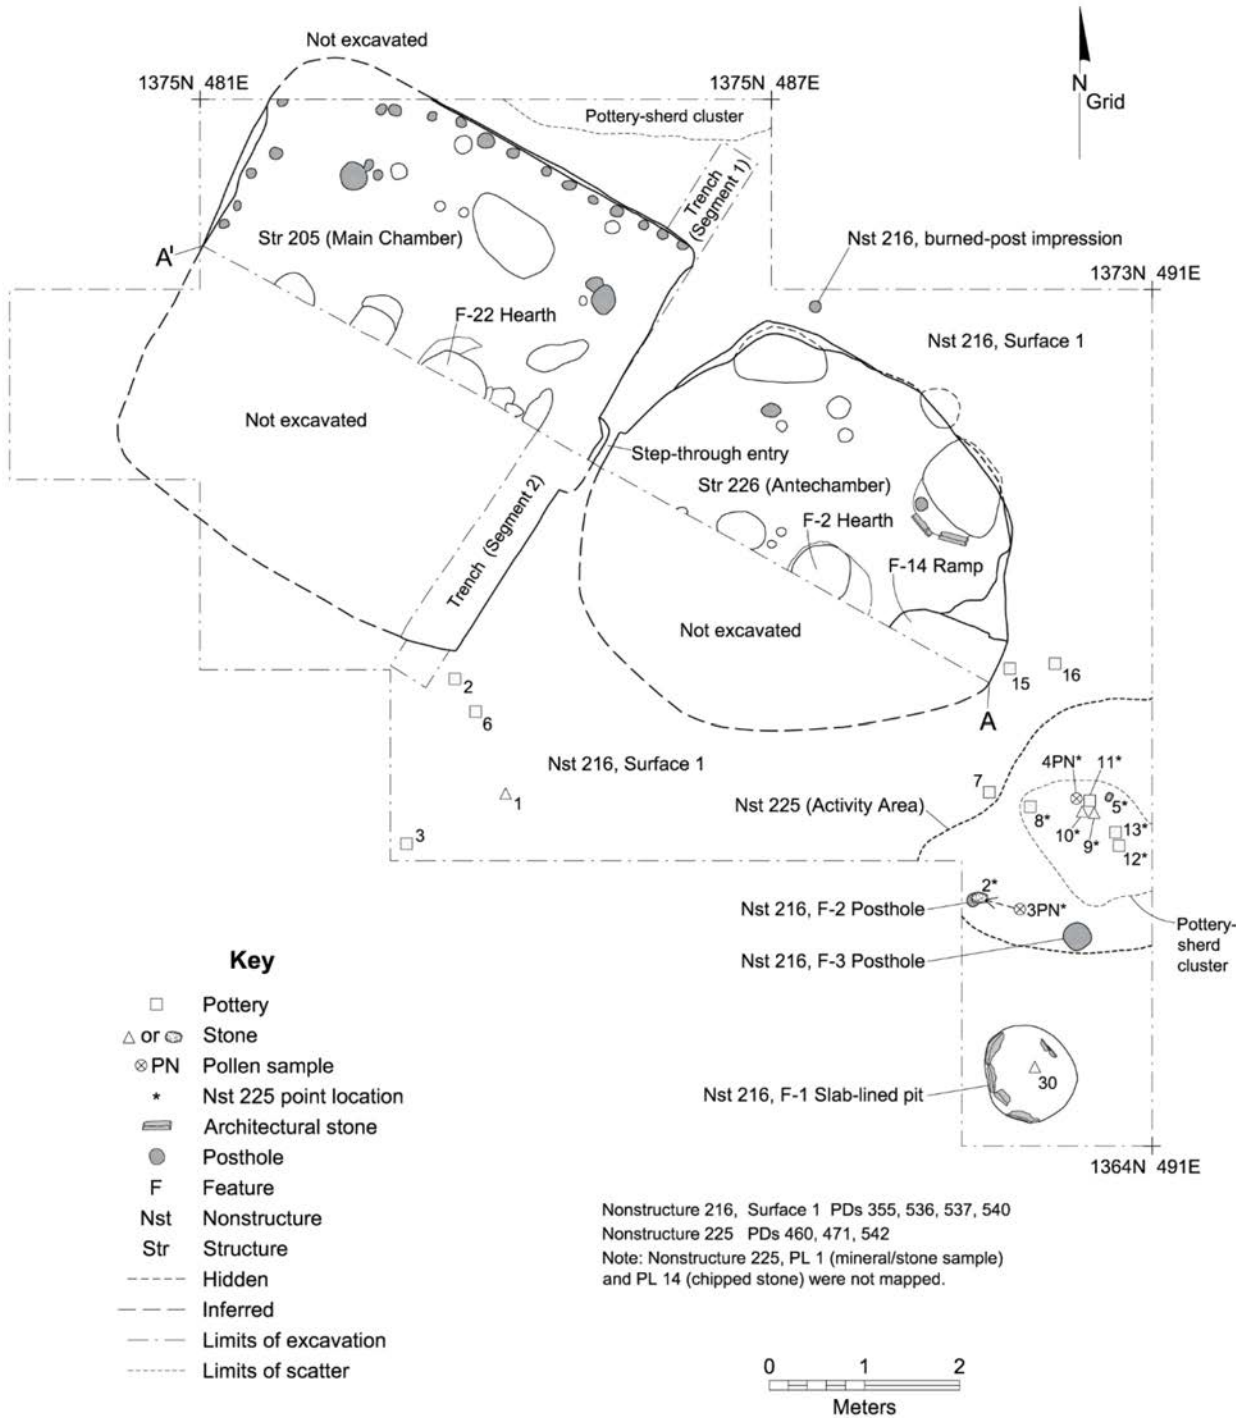 Not excavated
1375N 481E
1375N 487E
N
Grid
Pottery-sherd cluster
Trench
(Segment 1)
Str 205 (Main Chamber)
A'
Nst 216, burned-post impression
1373N 491E
F-22 Hearth
Nst 216, Surface 1
Not excavated
Step-through entry
Str 226 (Antechamber)
Trench (Segment 2)
F-2 Hearth
F-14 Ramp
Not excavated
2
6
15
16
A
Nst 216, Surface 1
1
3
7
Nst 225 (Activity Area)
4PN*
11*
8*
5*
10*
9*
13*
12*
Nst 216, F-2 Posthole
2*
3PN*
Pottery-
sherd
cluster
Nst 216, F-3 Posthole
Nst 216, F-1 Slab-lined pit
30
1364N 491E
Key
Pottery
or Stone
PN Pollen sample
* Nst 225 point location
Architectural stone
Posthole
F Feature
Nst Nonstructure
Str Structure
Hidden
Inferred
Limits of excavation
Limits of scatter
Nonstructure 216, Surface 1 PDs 355, 536, 537, 540
Nonstructure 225 PDs 460, 471, 542
Note: Nonstructure 225, PL 1 (mineral/stone sample)
and PL 14 (chipped stone) were not mapped.
0 1 2
Meters